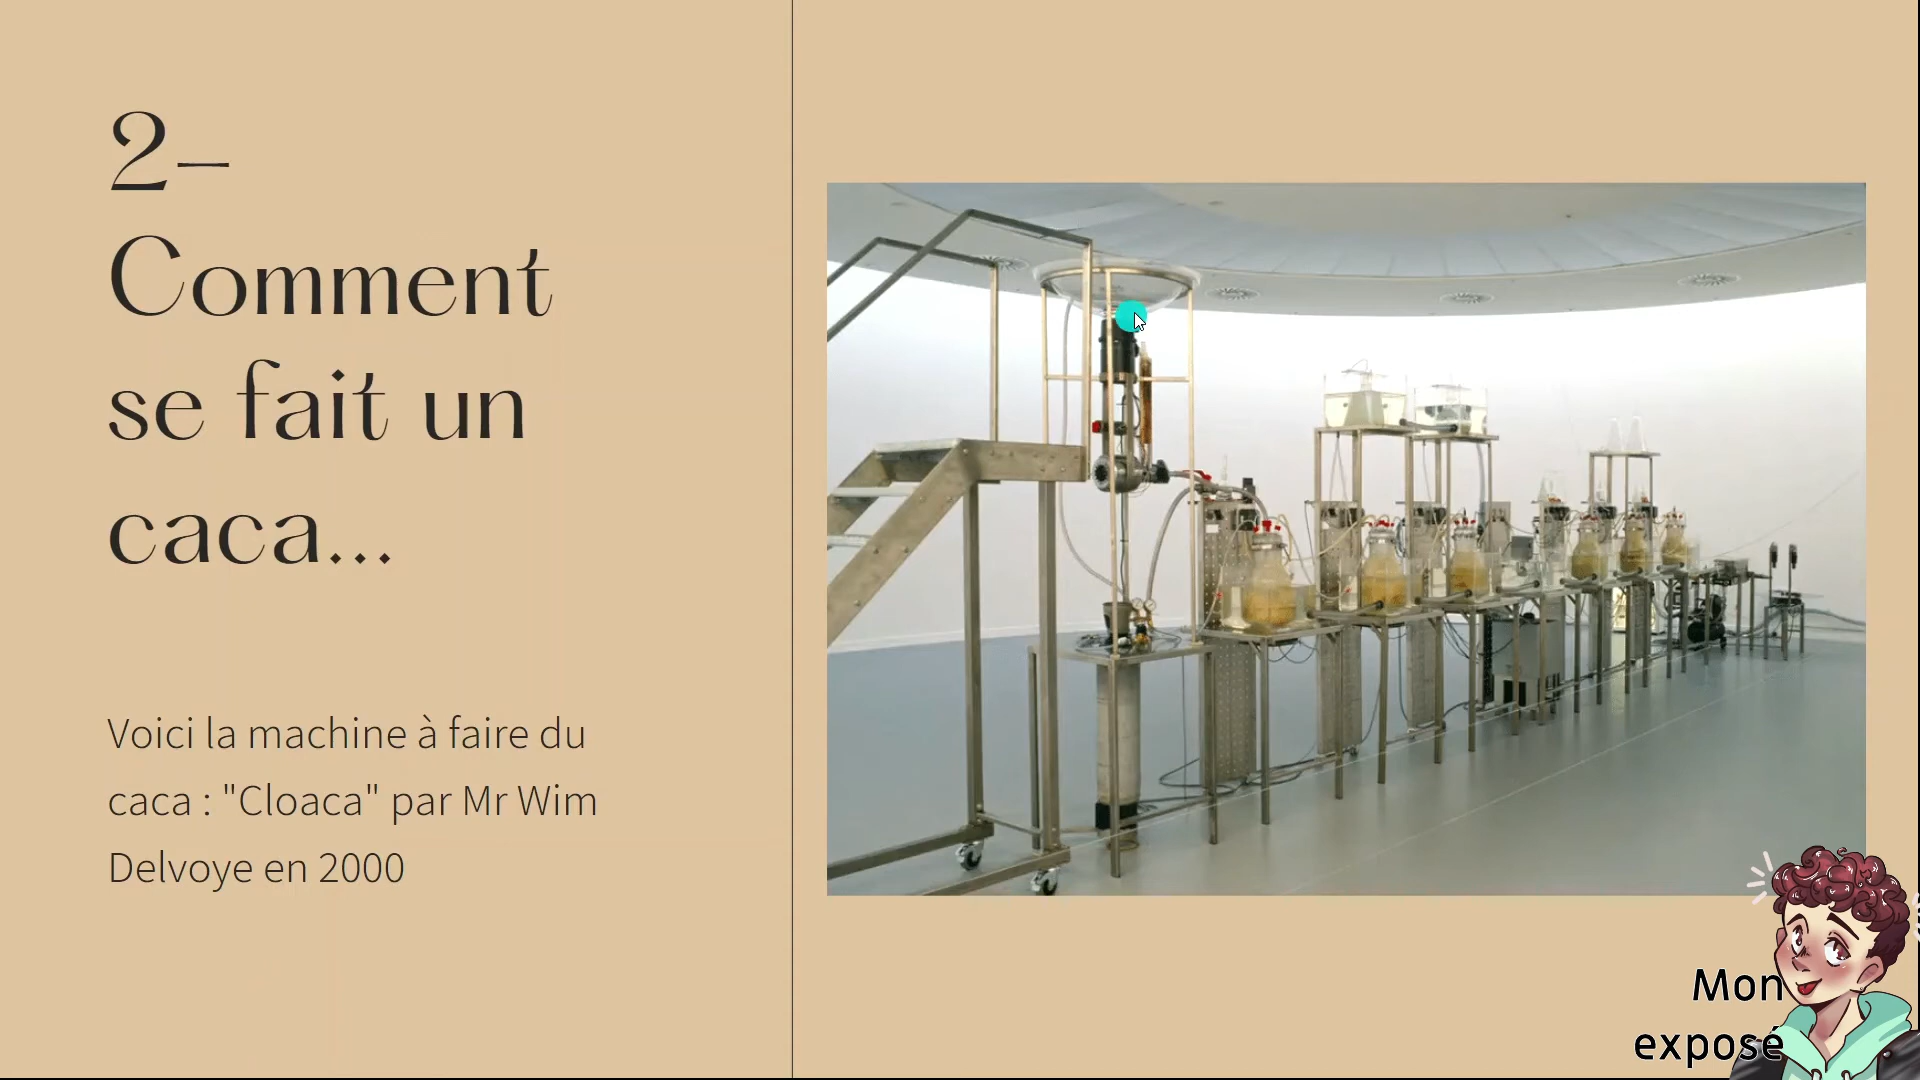 2–
Comment
se fait un
caca...
Voici la machine à faire du
caca : "Cloaca" par Mr Wim
Delvoye en 2000
Mon
exposé